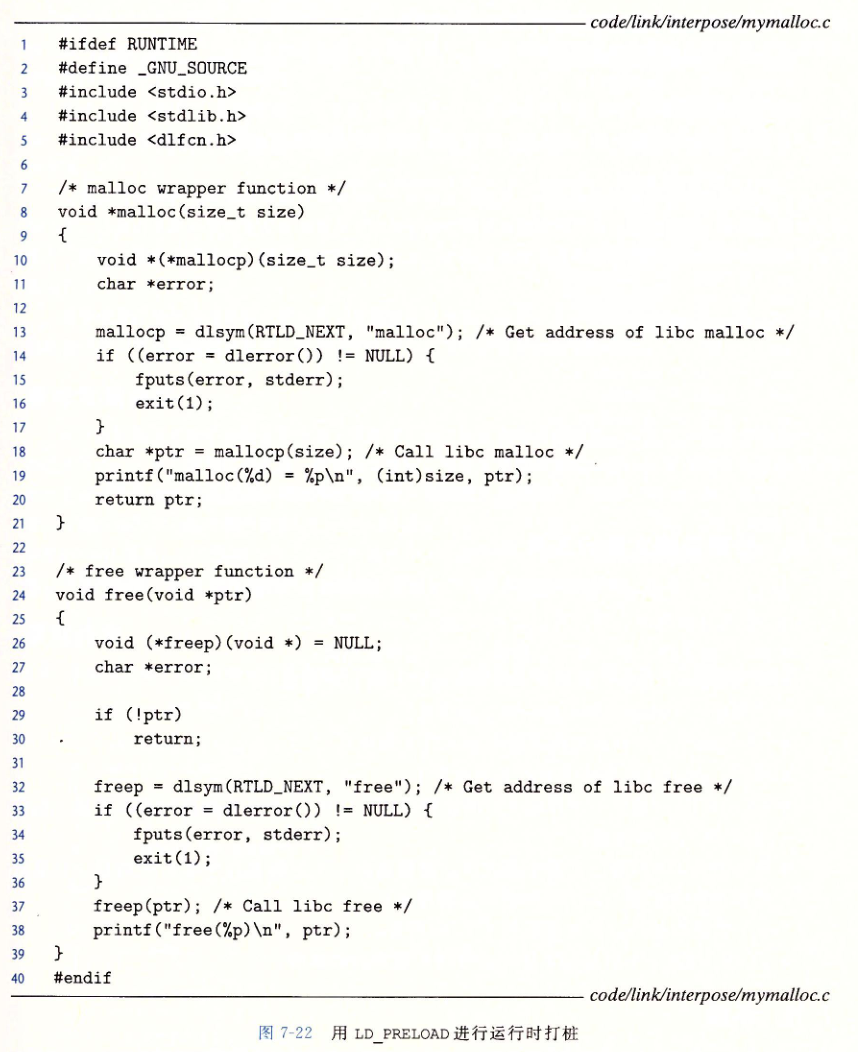 code/link/interpose/mymalloc.c
1 #ifdef RUNTIME
2 #define _GNU_SOURCE
3 #include <stdio.h>
4 #include <stdlib.h>
5 #include <dlfcn.h>
6
7 /* malloc wrapper function */
8 void *malloc(size_t size)
9 {
10     void *(*mallocp)(size_t size);
11     char *error;
12
13     mallocp = dlsym(RTLD_NEXT, "malloc"); /* Get address of libc malloc */
14     if ((error = dlerror()) != NULL) {
15         fputs(error, stderr);
16         exit(1);
17     }
18     char *ptr = mallocp(size); /* Call libc malloc */
19     printf("malloc(%d) = %p\n", (int)size, ptr);
20     return ptr;
21 }
22
23 /* free wrapper function */
24 void free(void *ptr)
25 {
26     void (*freep)(void *) = NULL;
27     char *error;
28
29     if (!ptr)
30         return;
31
32     freep = dlsym(RTLD_NEXT, "free"); /* Get address of libc free */
33     if ((error = dlerror()) != NULL) {
34         fputs(error, stderr);
35         exit(1);
36     }
37     freep(ptr); /* Call libc free */
38     printf("free(%p)\n", ptr);
39 }
40 #endif
code/link/interpose/mymalloc.c
图 7-22 用 LD_PRELOAD 进行运行时打桩